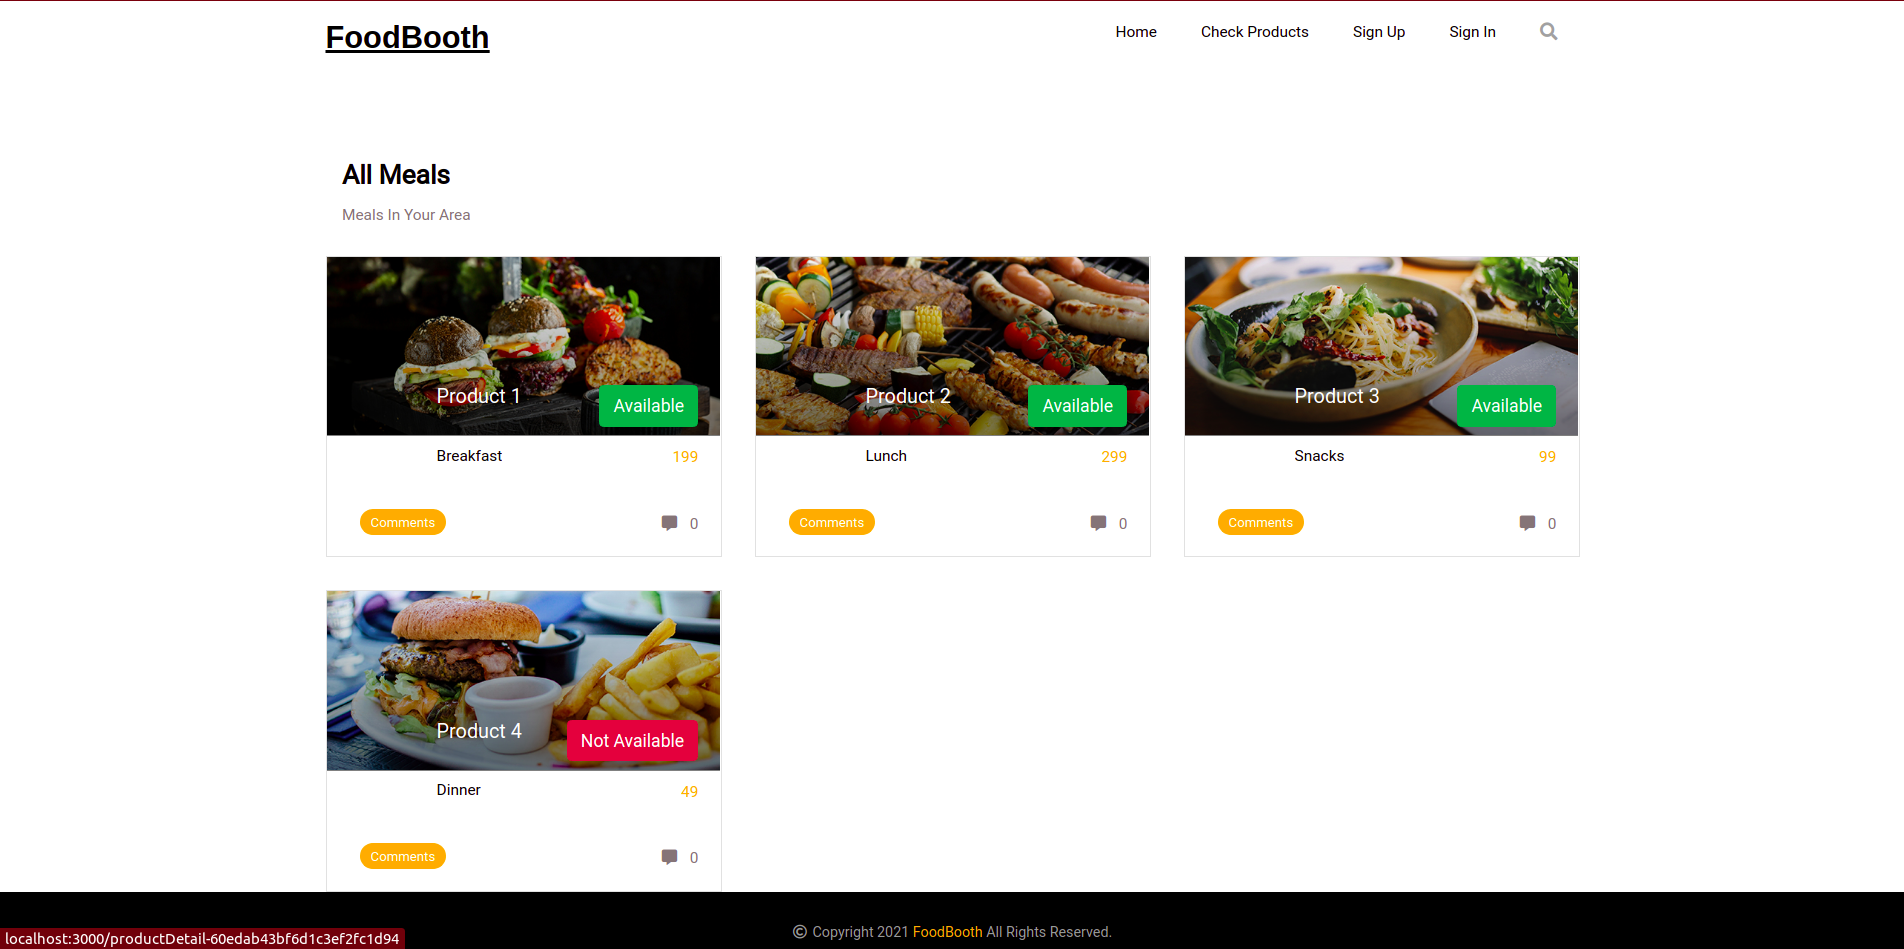 FoodBooth
Home Check Products Sign Up Sign In
All Meals
Meals In Your Area
Product 1 Available
Breakfast 199
Comments 0
Product 2 Available
Lunch 299
Comments 0
Product 3 Available
Snacks 99
Comments 0
Product 4 Not Available
Dinner 49
Comments 0
© Copyright 2021 FoodBooth All Rights Reserved.
localhost:3000/productDetail-60edab43bf6d1c3ef2fc1d94